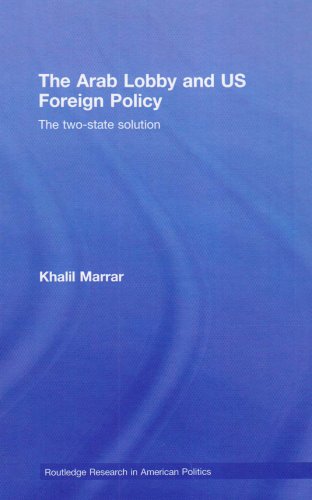 The Arab Lobby and US
Foreign Policy
The two-state solution
Khalil Marrar
Routledge Research in American Politics